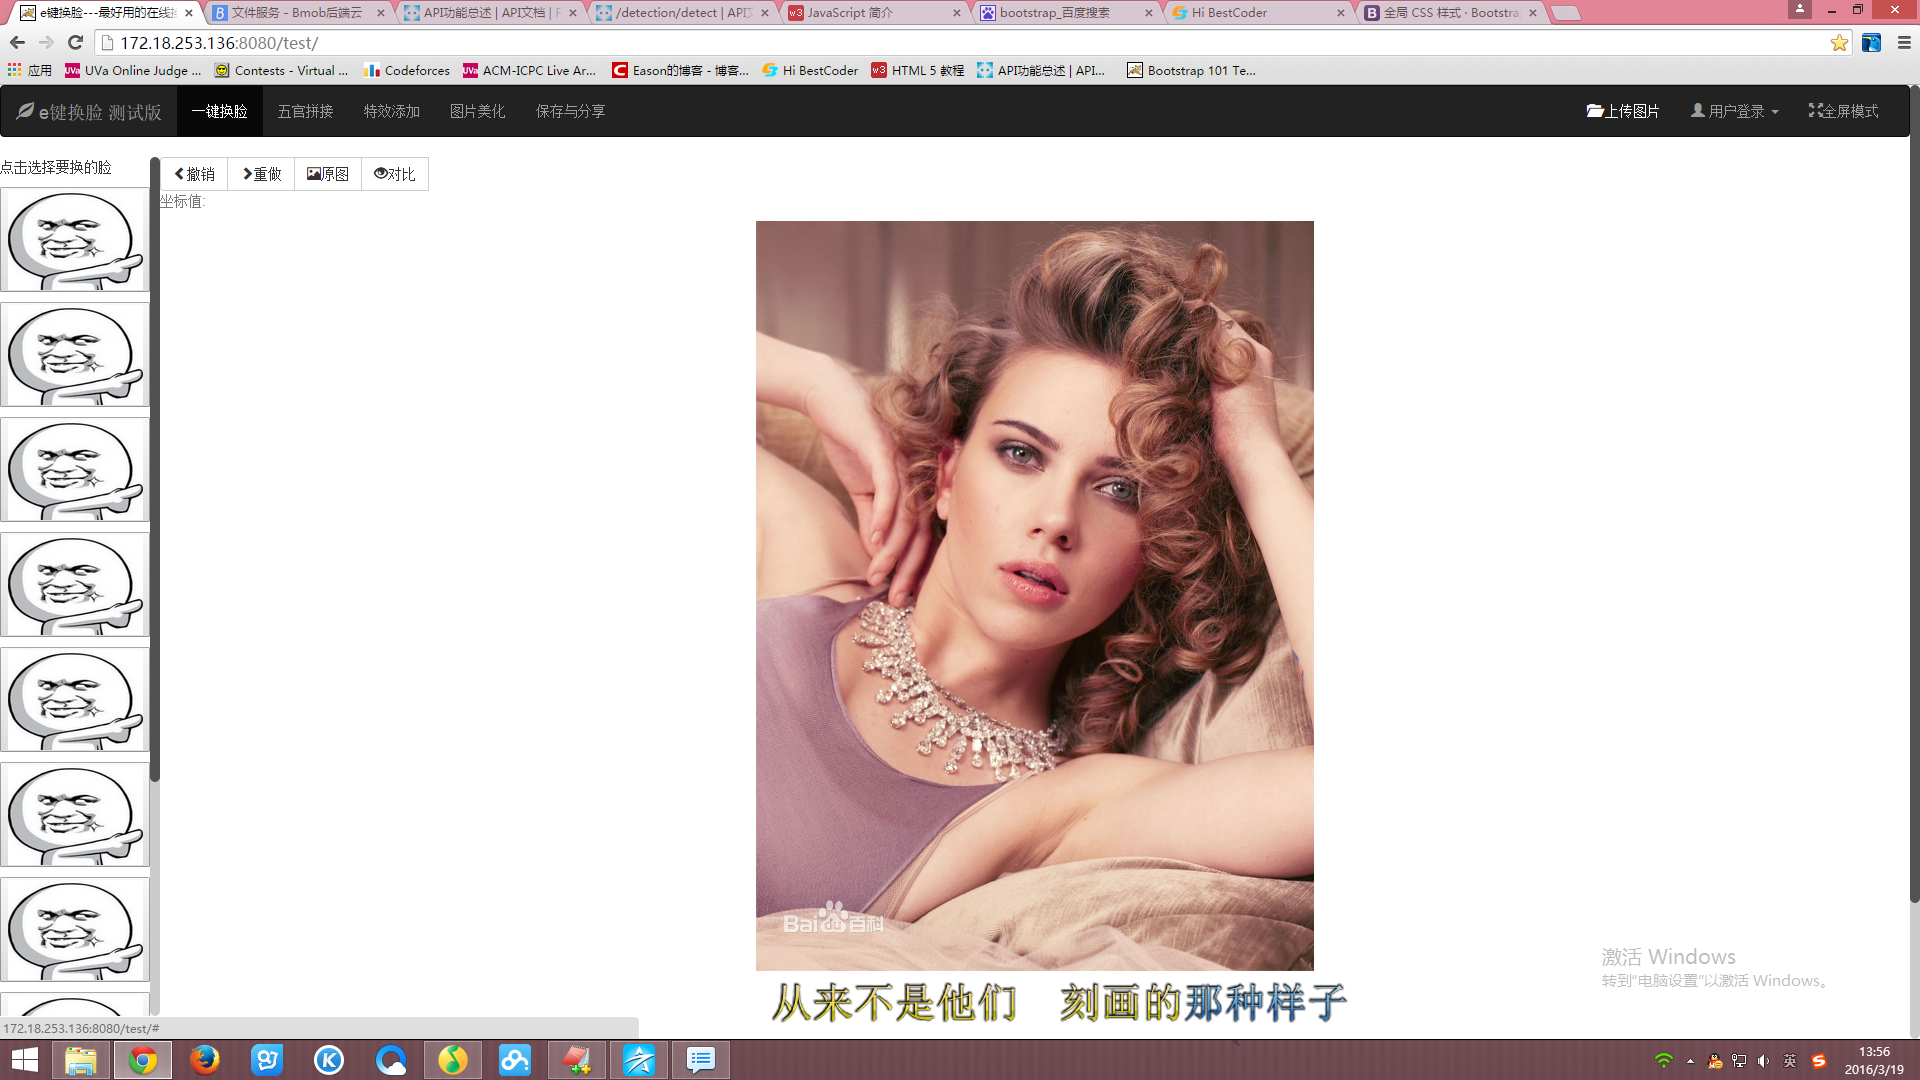 e键换脸---最好用的在线
文件服务 - Bmob后端云
API功能总述 | API文档 | F
/detection/detect | API
JavaScript 简介
bootstrap_百度搜索
Hi BestCoder
全局 CSS 样式 · Bootstra
172.18.253.136:8080/test/
应用
UVa Online Judge ...
Contests - Virtual ...
Codeforces
ACM-ICPC Live Ar...
Eason的博客 - 博客...
Hi BestCoder
HTML 5 教程
API功能总述 | API...
Bootstrap 101 Te...
e键换脸 测试版
一键换脸
五官拼接
特效添加
图片美化
保存与分享
上传图片
用户登录
全屏模式
点击选择要换的脸
撤销
重做
原图
对比
坐标值:
Bai 百科
激活 Windows
转到“电脑设置”以激活 Windows。
从来不是他们 刻画的那种样子
172.18.253.136:8080/test/#
英
13:56
2016/3/19